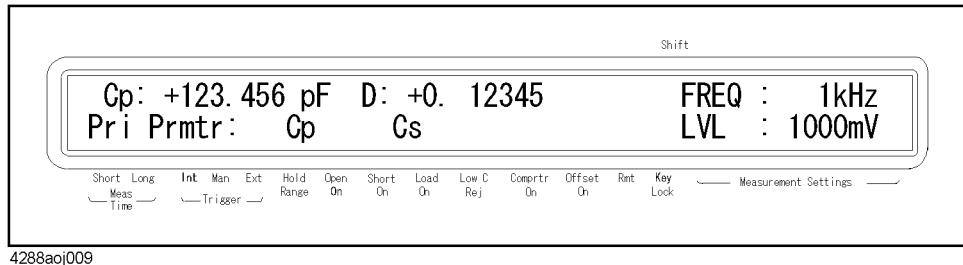 Shift
Cp: +123.456 pF D: +0. 12345 FREQ : 1kHz
Pri Prmtr: Cp Cs LVL : 1000mV
Short Long Int Man Ext Hold Open Short Load Low C Comprtr Offset Rmt Key Measurement Settings
Meas Trigger Range On On On Rej On On Lock
Time
4288aoj009